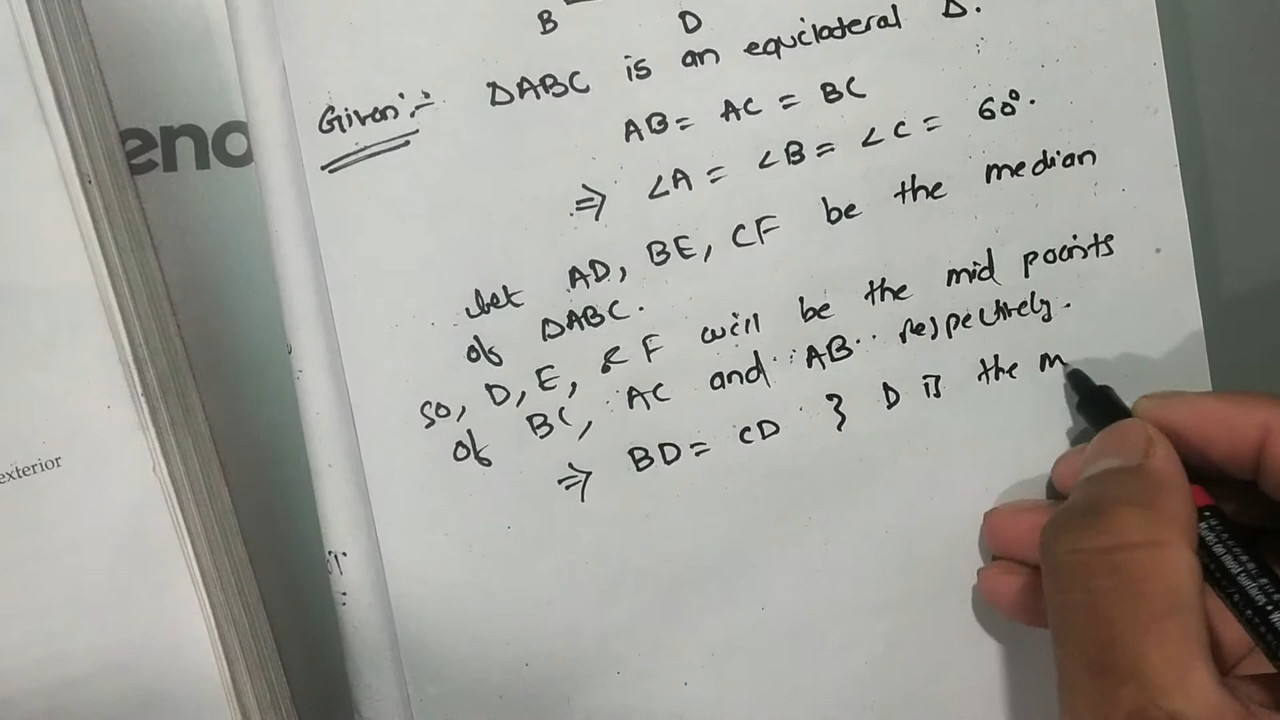 B D
Given:- ΔABC is an equilateral Δ.
AB = AC = BC
⇒ ∠A = ∠B = ∠C = 60°.
Let AD, BE, CF be the median
of ΔABC.
so, D, E, & F will be the mid points
of BC, AC and AB respectively.
⇒ BD = CD } D is the m
eno
exterior